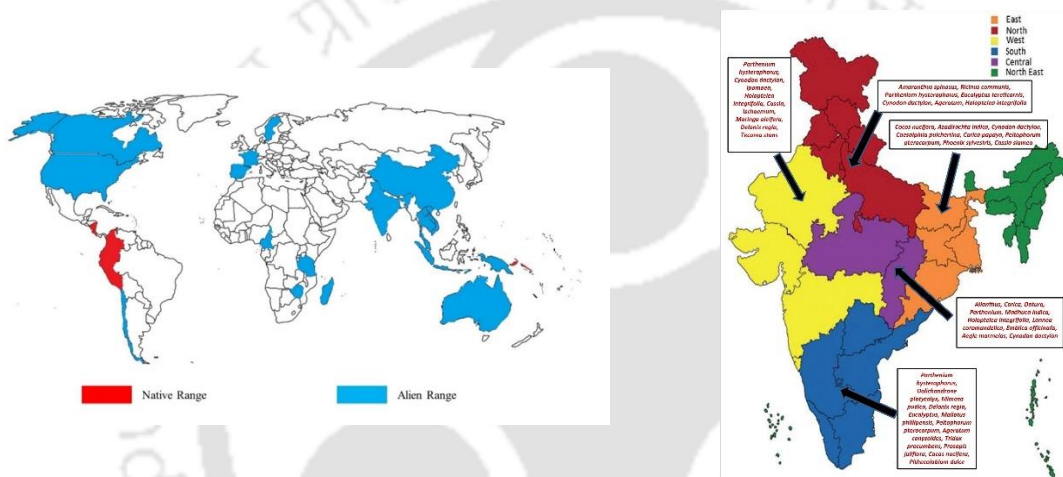 East
North
West
South
Central
North East
Parthenium
hysterophorus,
Cynodon dactylon,
Ipomoea,
Holoptelea
integrifolia, Cassia,
Ischaemum,
Moringa oleifera,
Delonix regia,
Tecoma stans
Amaranthus spinosus, Ricinus communis,
Parthenium hysterophorus, Eucalyptus tereticornis,
Cynodon dactylon, Ageratum, Holoptelea integrifolia
Cocos nucifera, Azadirachta indica, Cynodon dactylon,
Caesalpinia pulcherima, Carica papaya, Peltophorum
pterocarpum, Phoenix sylvestris, Cassia siamea
Ailanthus, Carica, Datura,
Parthenium, Madhuca indica,
Holoptelea integrifolia, Lannea
coromandelica, Emblica officinalis,
Aegle marmelos, Cynodon dactylon
Parthenium
hysterophorus,
Dolichandrone
platycalyx, Mimosa
pudica, Delonix regia,
Eucalyptus, Mallotus
phillipensis, Peltophorum
pterocarpum, Ageratum
conyzoides, Tridax
procumbens, Prosopis
juliflora, Cocos nucifera,
Pithecolobium dulce
Native Range
Alien Range